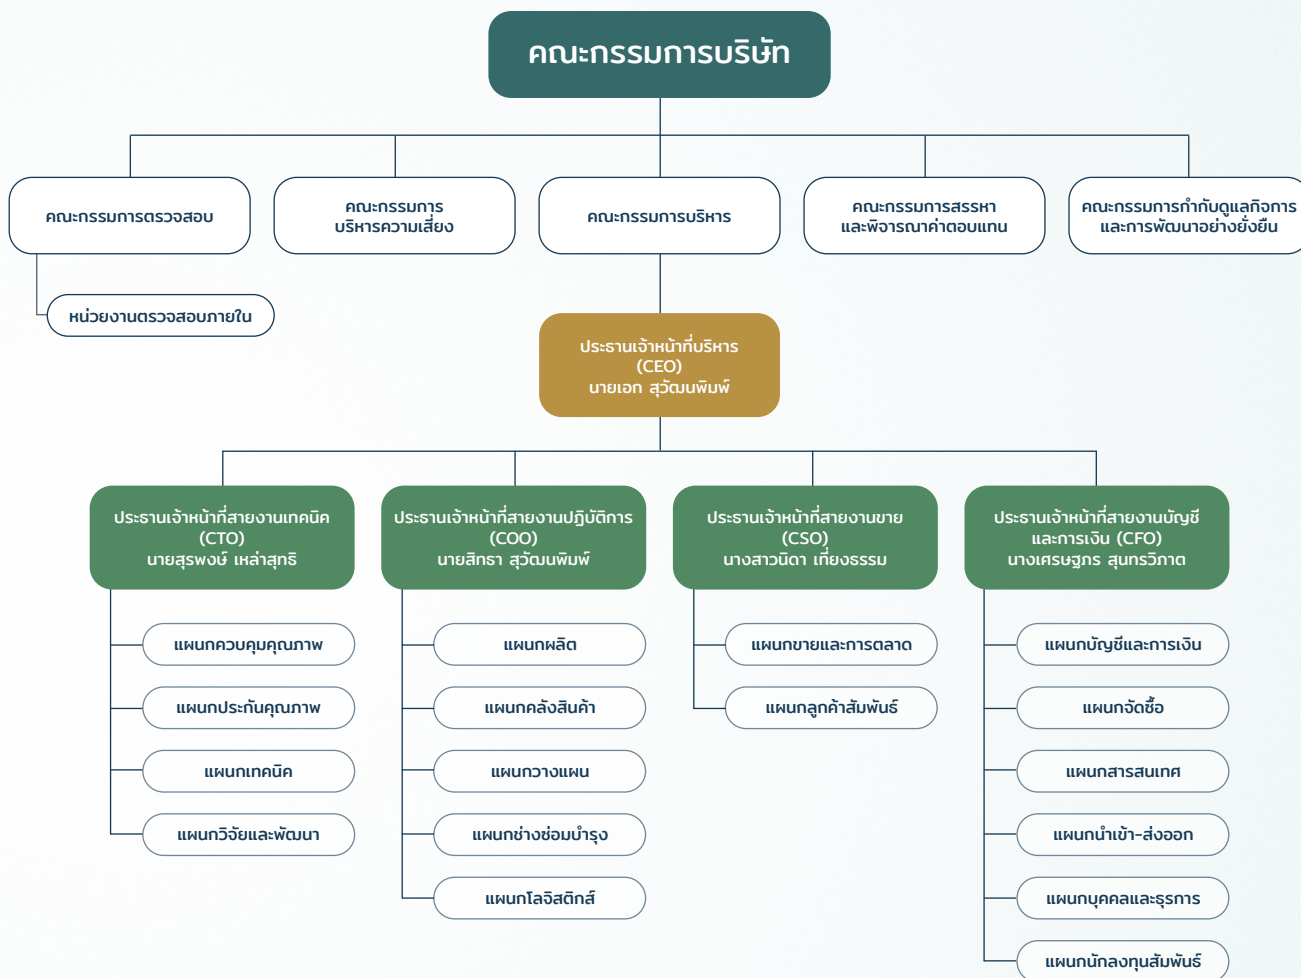 คณะกรรมการบริษัท
คณะกรรมการตรวจสอบ
คณะกรรมการ
บริหารความเสี่ยง
คณะกรรมการบริหาร
คณะกรรมการสรรหา
และพิจารณาค่าตอบแทน
คณะกรรมการกำกับดูแลกิจการ
และการพัฒนาอย่างยั่งยืน
หน่วยงานตรวจสอบภายใน
ประธานเจ้าหน้าที่บริหาร
(CEO)
นายเอก สุวัฒนพิมพ์
ประธานเจ้าหน้าที่สายงานเทคนิค
(CTO)
นายสุรพงษ์ เหล่าสุทธิ
แผนกควบคุมคุณภาพ
แผนกประกันคุณภาพ
แผนกเทคนิค
แผนกวิจัยและพัฒนา
ประธานเจ้าหน้าที่สายงานปฏิบัติการ
(COO)
นายสิทธา สุวัฒนพิมพ์
แผนกผลิต
แผนกคลังสินค้า
แผนกวางแผน
แผนกช่างซ่อมบำรุง
แผนกโลจิสติกส์
ประธานเจ้าหน้าที่สายงานขาย
(CSO)
นางสาวนิดา เที่ยงธรรม
แผนกขายและการตลาด
แผนกลูกค้าสัมพันธ์
ประธานเจ้าหน้าที่สายงานบัญชี
และการเงิน (CFO)
นางเศรษฐภร สุนทรวิภาต
แผนกบัญชีและการเงิน
แผนกจัดซื้อ
แผนกสารสนเทศ
แผนกนำเข้า-ส่งออก
แผนกบุคคลและธุรการ
แผนกนักลงทุนสัมพันธ์